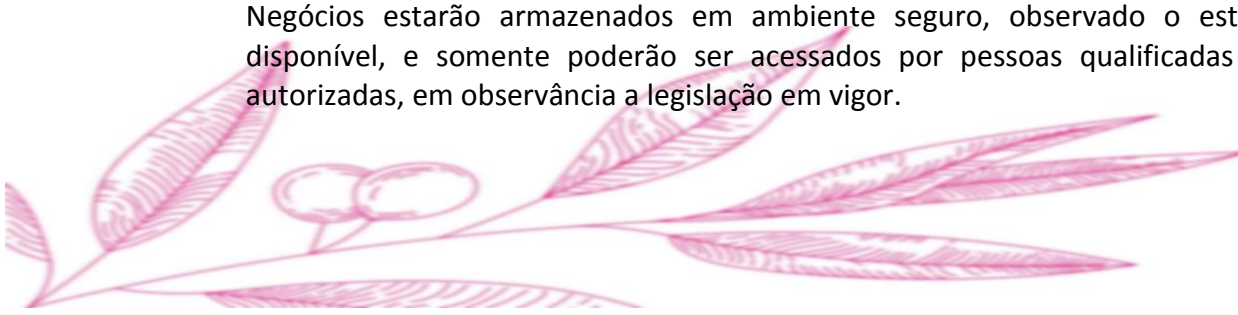 Negócios estarão armazenados em ambiente seguro, observado o est
disponível, e somente poderão ser acessados por pessoas qualificadas
autorizadas, em observância a legislação em vigor.